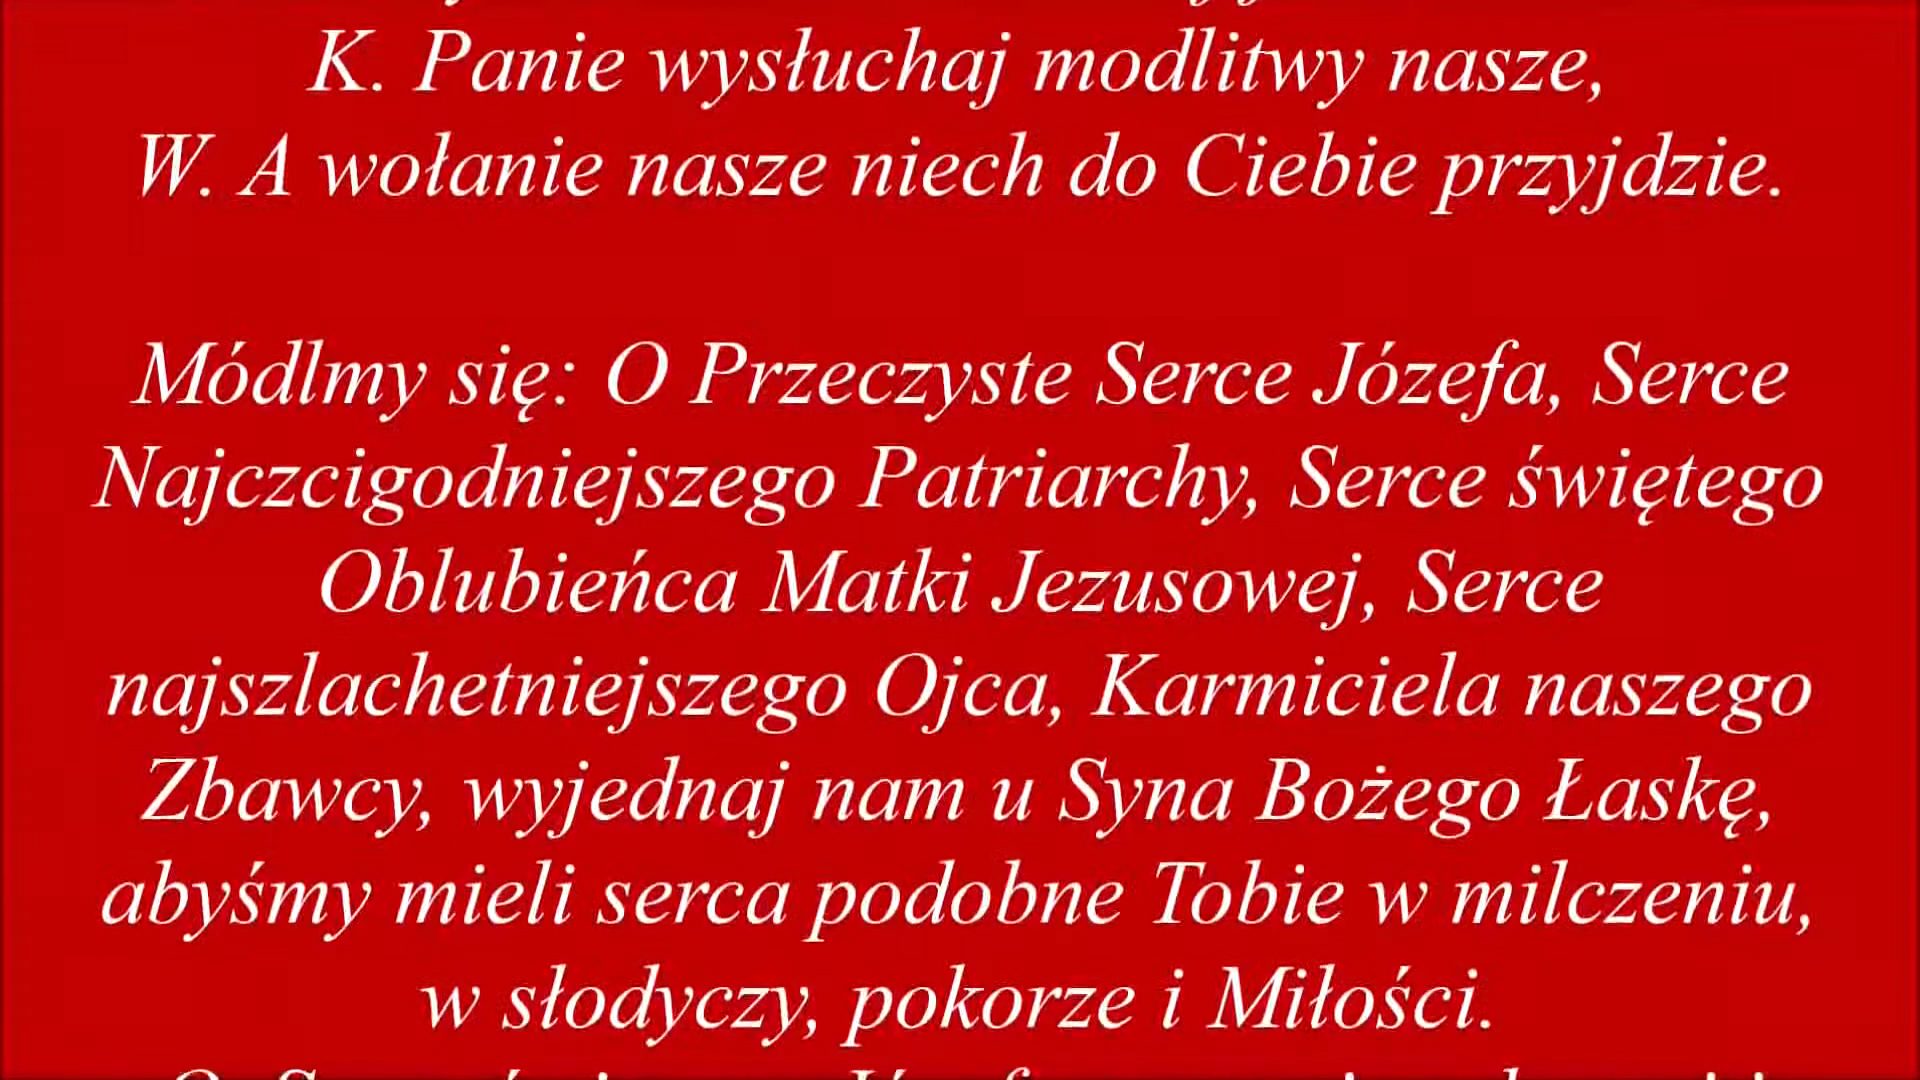 K. Panie wysłuchaj modlitwy nasze,
W. A wołanie nasze niech do Ciebie przyjdzie.
Módlmy się: O Przeczyste Serce Józefa, Serce
Najczcigodniejszego Patriarchy, Serce świętego
Oblubieńca Matki Jezusowej, Serce
najszlachetniejszego Ojca, Karmiciela naszego
Zbawcy, wyjednaj nam u Syna Bożego Łaskę,
abyśmy mieli serca podobne Tobie w milczeniu,
w słodyczy, pokorze i Miłości.